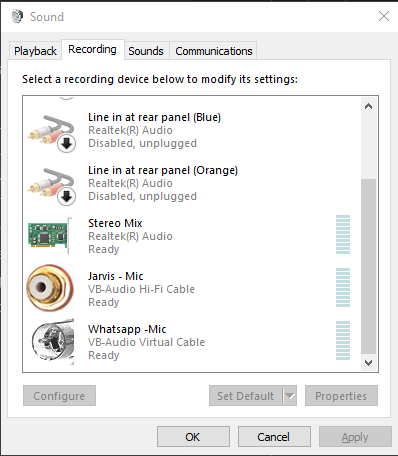 Sound
Playback
Recording
Sounds
Communications
Select a recording device below to modify its settings:
Line in at rear panel (Blue)
Realtek(R) Audio
Disabled, unplugged
Line in at rear panel (Orange)
Realtek(R) Audio
Disabled, unplugged
Stereo Mix
Realtek(R) Audio
Ready
Jarvis - Mic
VB-Audio Hi-Fi Cable
Ready
Whatsapp -Mic
VB-Audio Virtual Cable
Ready
Configure
Set Default
Properties
OK
Cancel
Apply